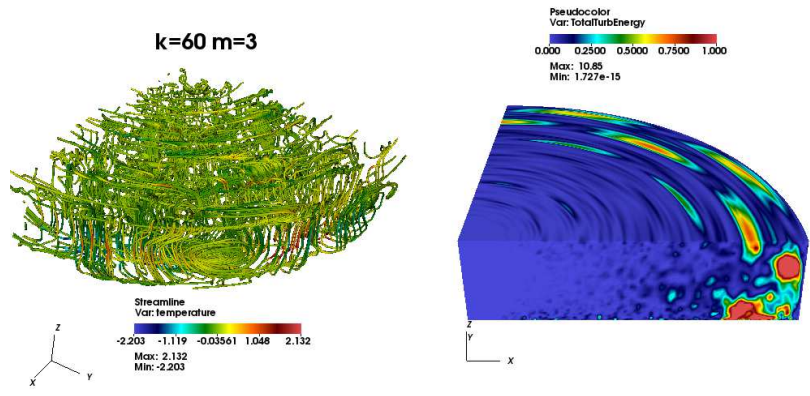 k=60 m=3
Streamline
Var: temperature
-2.203 -1.119 -0.03561 1.048 2.132
Max: 2.132
Min: -2.203
Z
X
Y
Pseudocolor
Var: TotalTurbEnergy
0.000 0.2500 0.5000 0.7500 1.000
Max: 10.85
Min: 1.727e-15
Z
Y
X